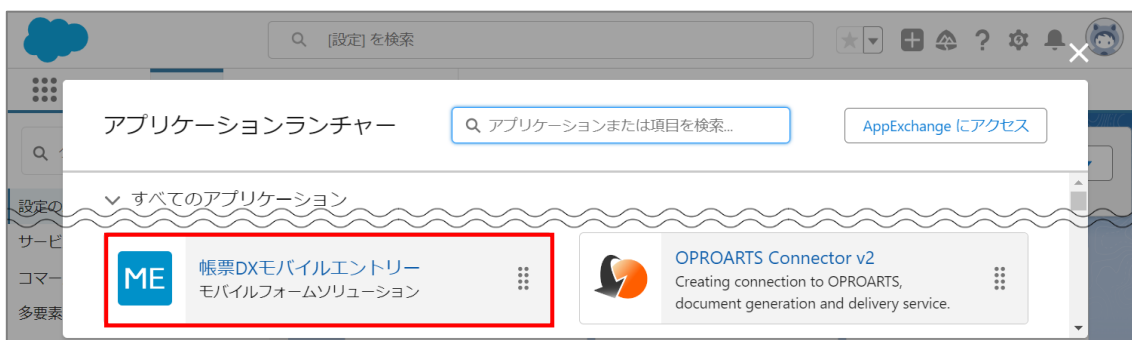 [設定] を検索
アプリケーションランチャー
アプリケーションまたは項目を検索...
AppExchange にアクセス
すべてのアプリケーション
設定の
サービ
コマー
多要素
ME
帳票DXモバイルエントリー
モバイルフォームソリューション
OPROARTS Connector v2
Creating connection to OPROARTS,
document generation and delivery service.